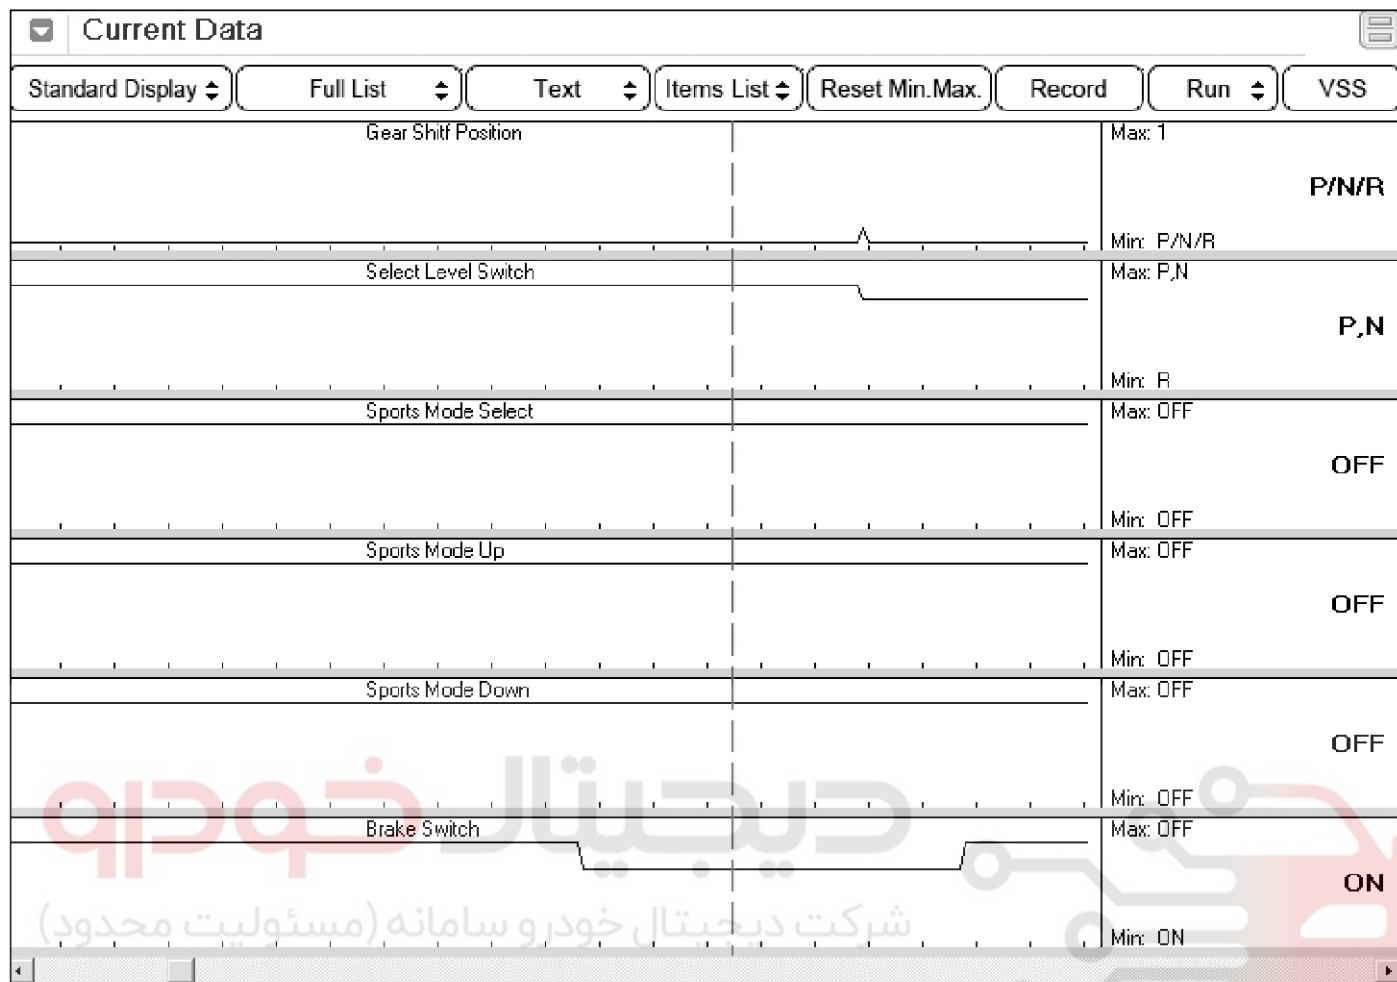 Current Data
Standard Display Full List Text Items List Reset Min.Max. Record Run VSS
Gear Shitf Position Max: 1
P/N/R
Min: P/N/R
Select Level Switch Max: P,N
P,N
Min: R
Sports Mode Select Max: OFF
OFF
Min: OFF
Sports Mode Up Max: OFF
OFF
Min: OFF
Sports Mode Down Max: OFF
OFF
Min: OFF
دیجیتال خودرو
Brake Switch Max: OFF
ON
شرکت دیجیتال خودرو سامانه (مسئولیت محدود)
Min: ON